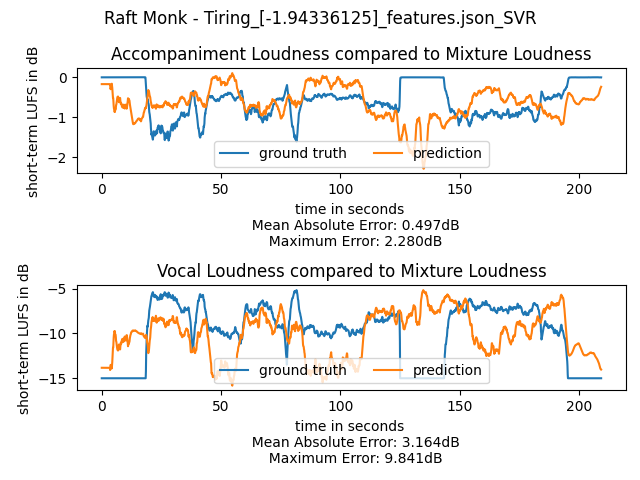 Raft Monk - Tiring_[-1.94336125]_features.json_SVR
Accompaniment Loudness compared to Mixture Loudness
short-term LUFS in dB
0
−1
−2
ground truth
prediction
0
50
100
150
200
time in seconds
Mean Absolute Error: 0.497dB
Maximum Error: 2.280dB
Vocal Loudness compared to Mixture Loudness
short-term LUFS in dB
−5
−10
−15
ground truth
prediction
0
50
100
150
200
time in seconds
Mean Absolute Error: 3.164dB
Maximum Error: 9.841dB